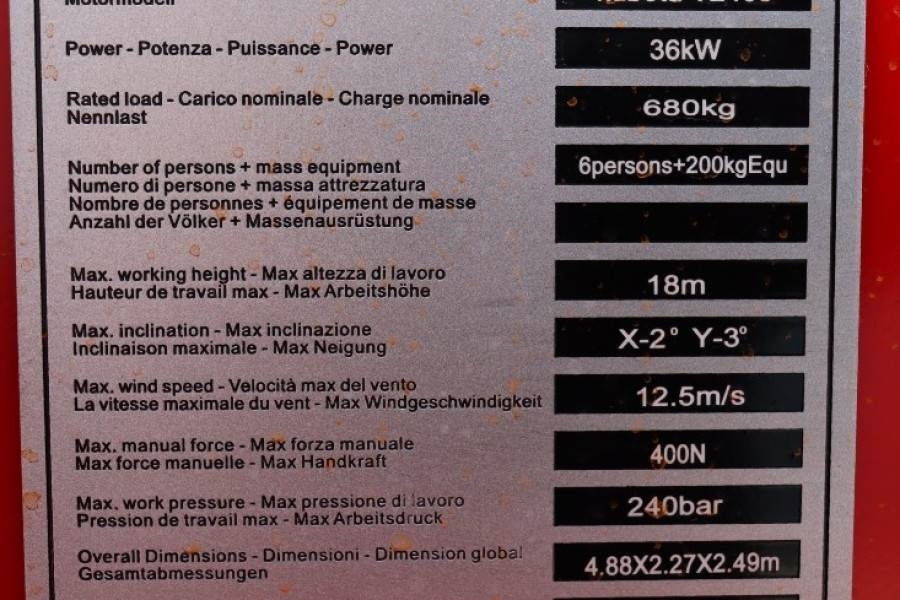 Motormodell
Power - Potenza - Puissance - Power 36kW
Rated load - Carico nominale - Charge nominale 680kg
Nennlast
Number of persons + mass equipment 6persons+200kgEqu
Numero di persone + massa attrezzatura
Nombre de personnes + équipement de masse
Anzahl der Völker + Massenausrüstung
Max. working height - Max altezza di lavoro 18m
Hauteur de travail max - Max Arbeitshöhe
Max. inclination - Max inclinazione X-2° Y-3°
Inclinaison maximale - Max Neigung
Max. wind speed - Velocità max del vento 12.5m/s
La vitesse maximale du vent - Max Windgeschwindigkeit
Max. manual force - Max forza manuale 400N
Max force manuelle - Max Handkraft
Max. work pressure - Max pressione di lavoro 240bar
Pression de travail max - Max Arbeitsdruck
Overall Dimensions - Dimensioni - Dimension global 4.88X2.27X2.49m
Gesamtabmessungen